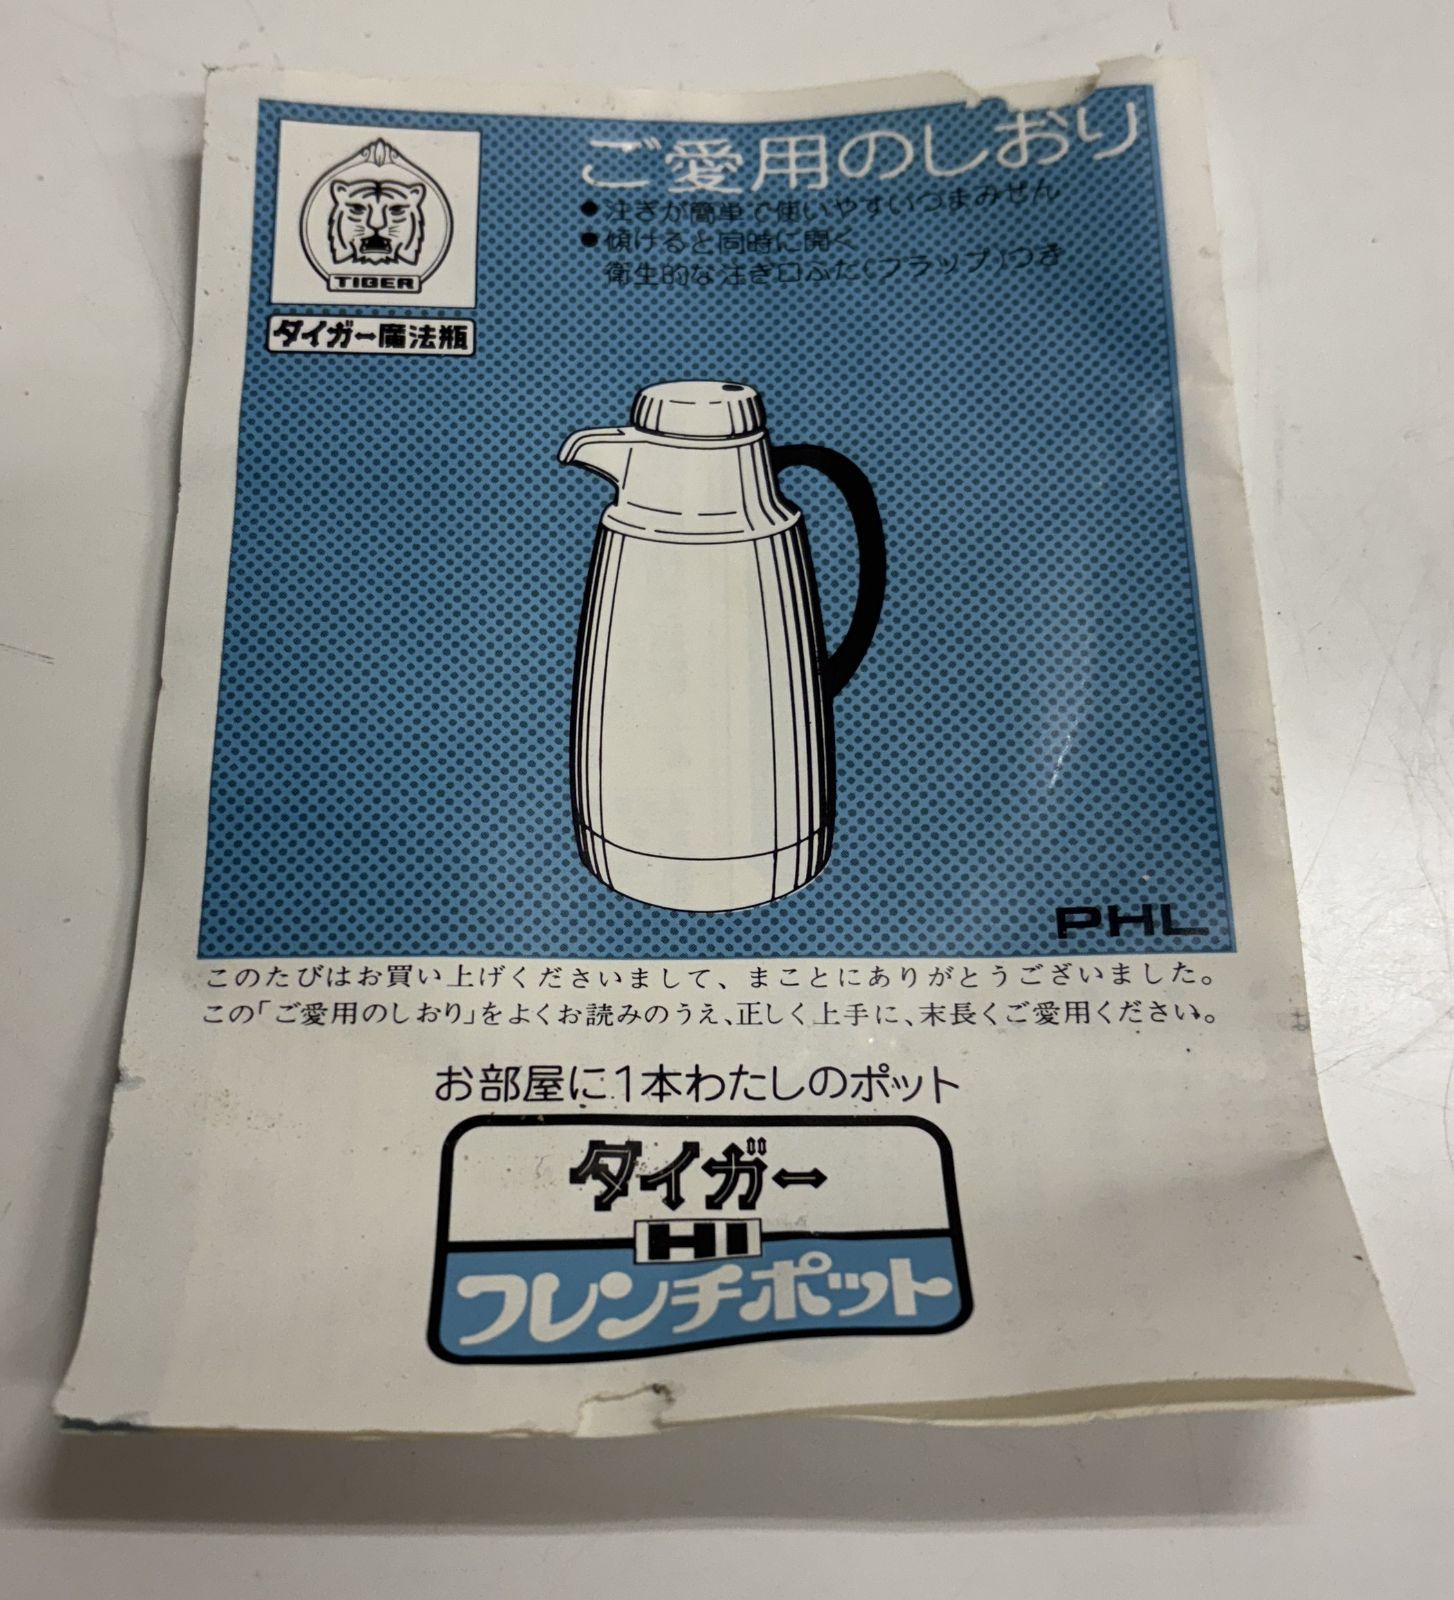 ご愛用のしおり
●注ぎが簡単で使いやすいつまみせん
●傾けると同時に開く
衛生的な注ぎ口ふた(フラップ)つき
TIGER
タイガー魔法瓶
PHL
このたびはお買い上げくださいまして、まことにありがとうございました。
この「ご愛用のしおり」をよくお読みのうえ、正しく上手に、末長くご愛用ください。
お部屋に1本わたしのポット
タイガー
HI
フレンチポット